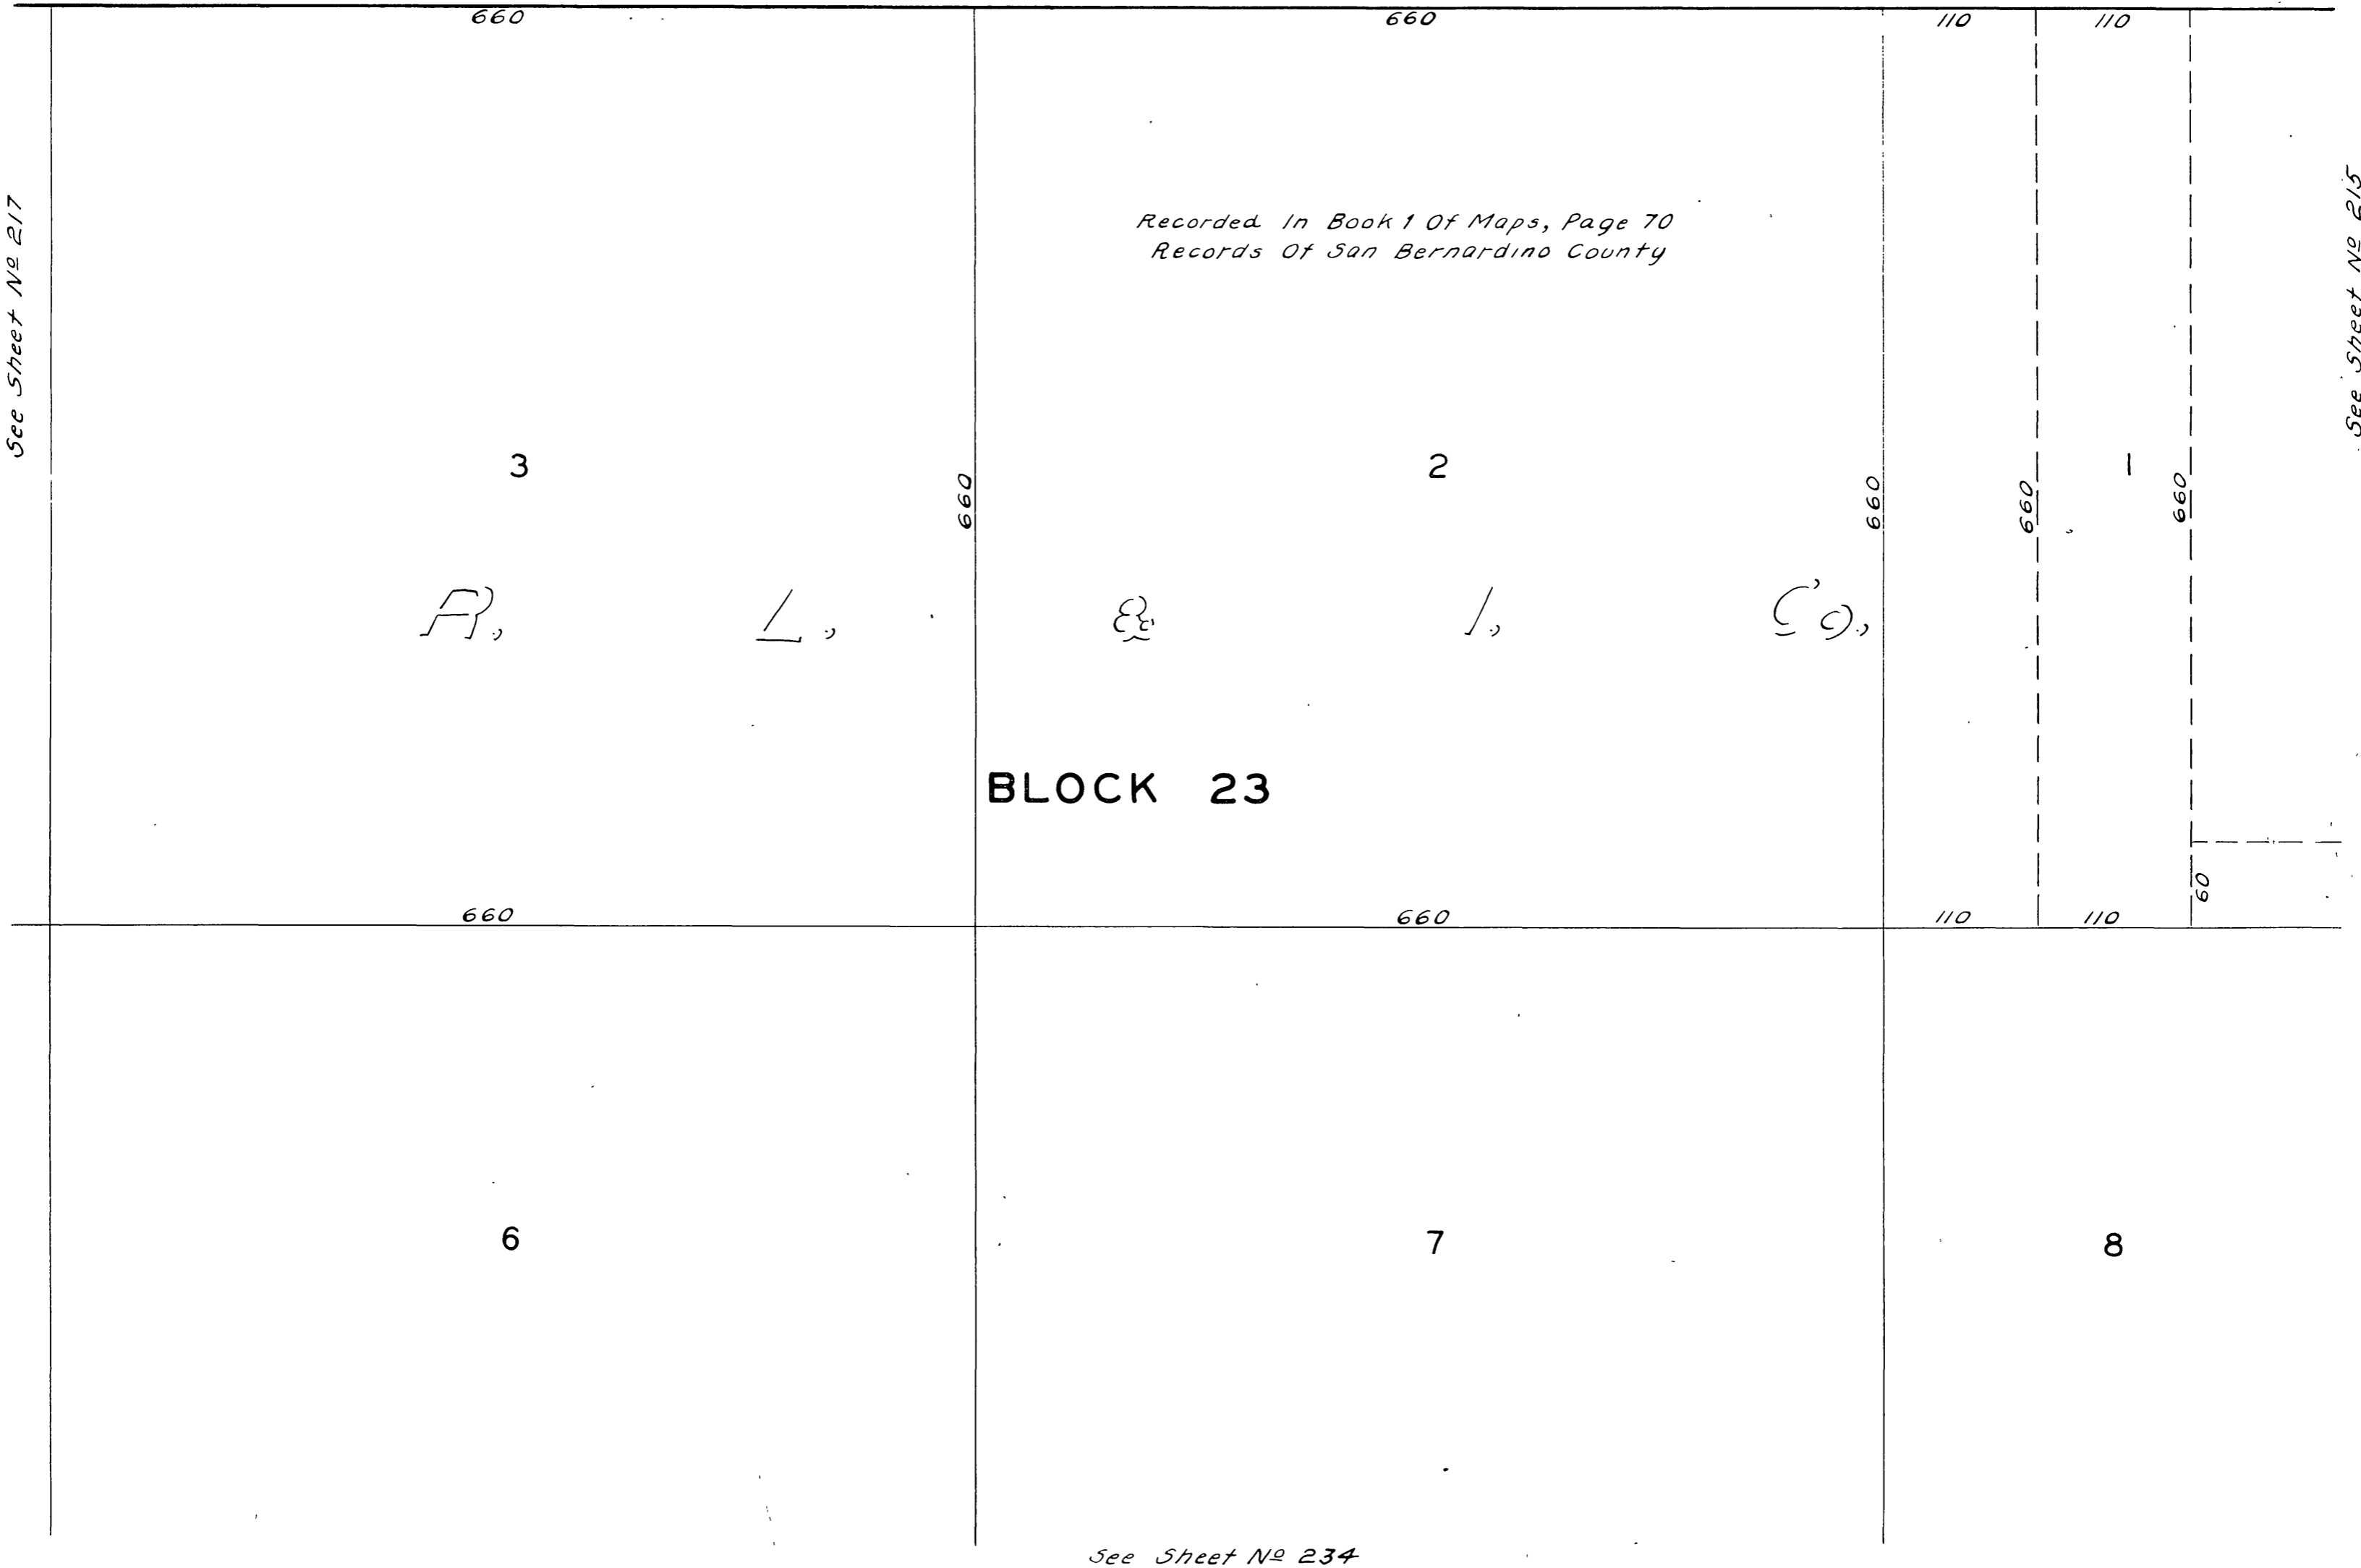 660 660 110 110
See Sheet Nº 217
See Sheet Nº 215
Recorded In Book 1 Of Maps, Page 70
Records Of San Bernardino County
3 2 1
660 660 660 660
R., L., & I., Co.,
BLOCK 23
60
660 660 110 110
6 7 8
See Sheet Nº 234